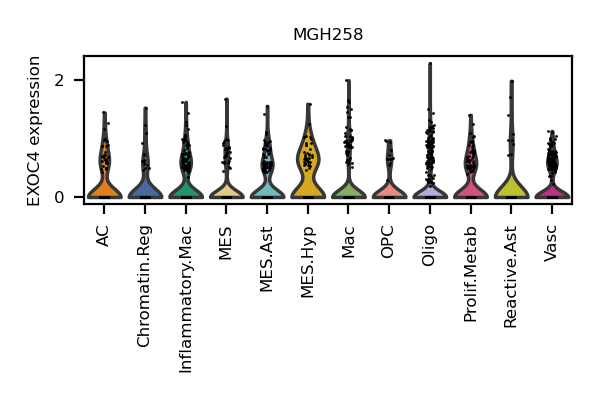 MGH258
EXOC4 expression
2
0
AC
Chromatin.Reg
Inflammatory.Mac
MES
MES.Ast
MES.Hyp
Mac
OPC
Oligo
Prolif.Metab
Reactive.Ast
Vasc